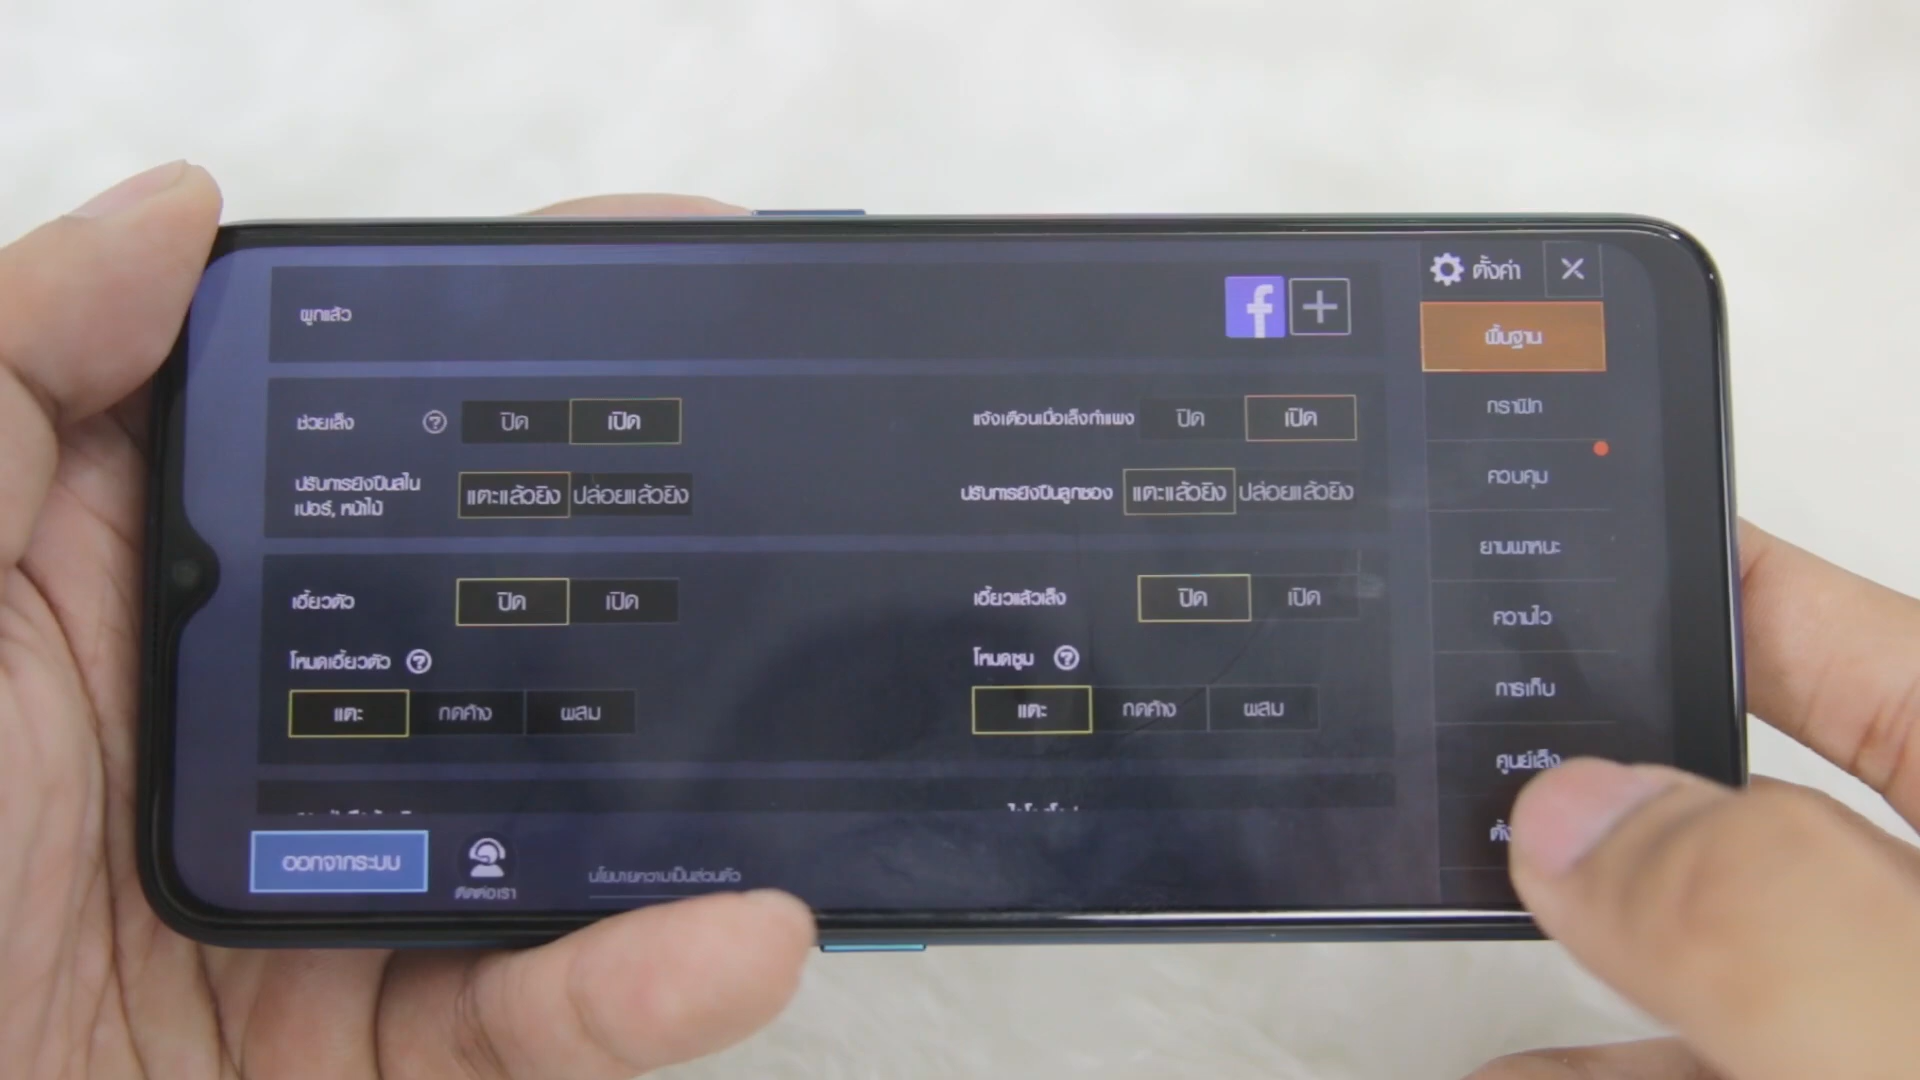 ผูกแล้ว
f
ตั้งค่า
พื้นฐาน
กราฟิก
ควบคุม
ยานพาหนะ
ความไว
การเก็บ
ศูนย์เล็ง
ช่วยเล็ง ? ปิด เปิด
แจ้งเตือนเมื่อเล็งกำแพง ปิด เปิด
ปรับการยิงปืนสไน
เปอร์, หน้าไม้
แตะแล้วยิง ปล่อยแล้วยิง
ปรับการยิงปืนลูกซอง แตะแล้วยิง ปล่อยแล้วยิง
เอี้ยวตัว ปิด เปิด
เอี้ยวแล้วเล็ง ปิด เปิด
โหมดเอี้ยวตัว ?
แตะ กดค้าง ผสม
โหมดซูม ?
แตะ กดค้าง ผสม
ออกจากระบบ
ติดต่อเรา
นโยบายความเป็นส่วนตัว